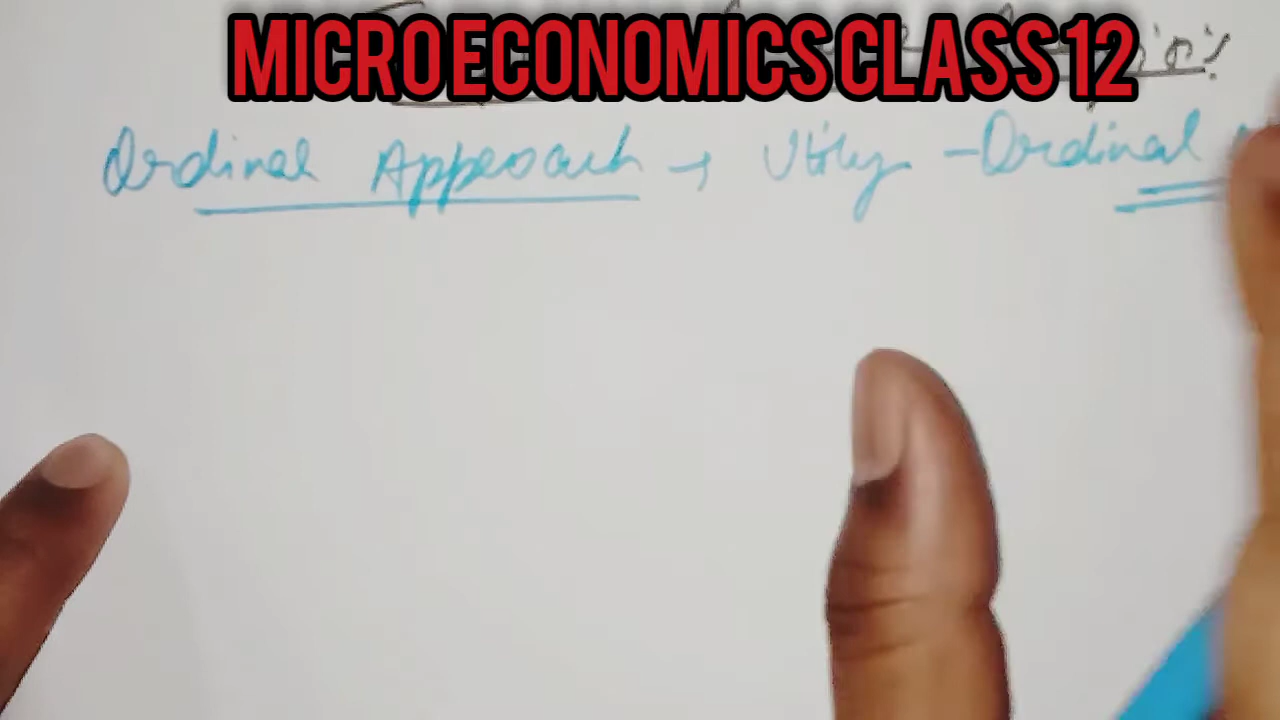 MICRO ECONOMICS CLASS 12
Ordinal Approach → Utility - Ordinal